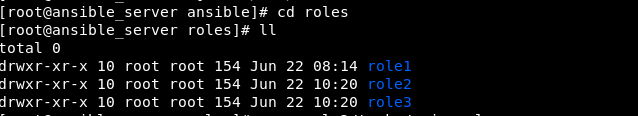 [root@ansible_server ansible]# cd roles
[root@ansible_server roles]# ll
total 0
drwxr-xr-x 10 root root 154 Jun 22 08:14 role1
drwxr-xr-x 10 root root 154 Jun 22 10:20 role2
drwxr-xr-x 10 root root 154 Jun 22 10:20 role3